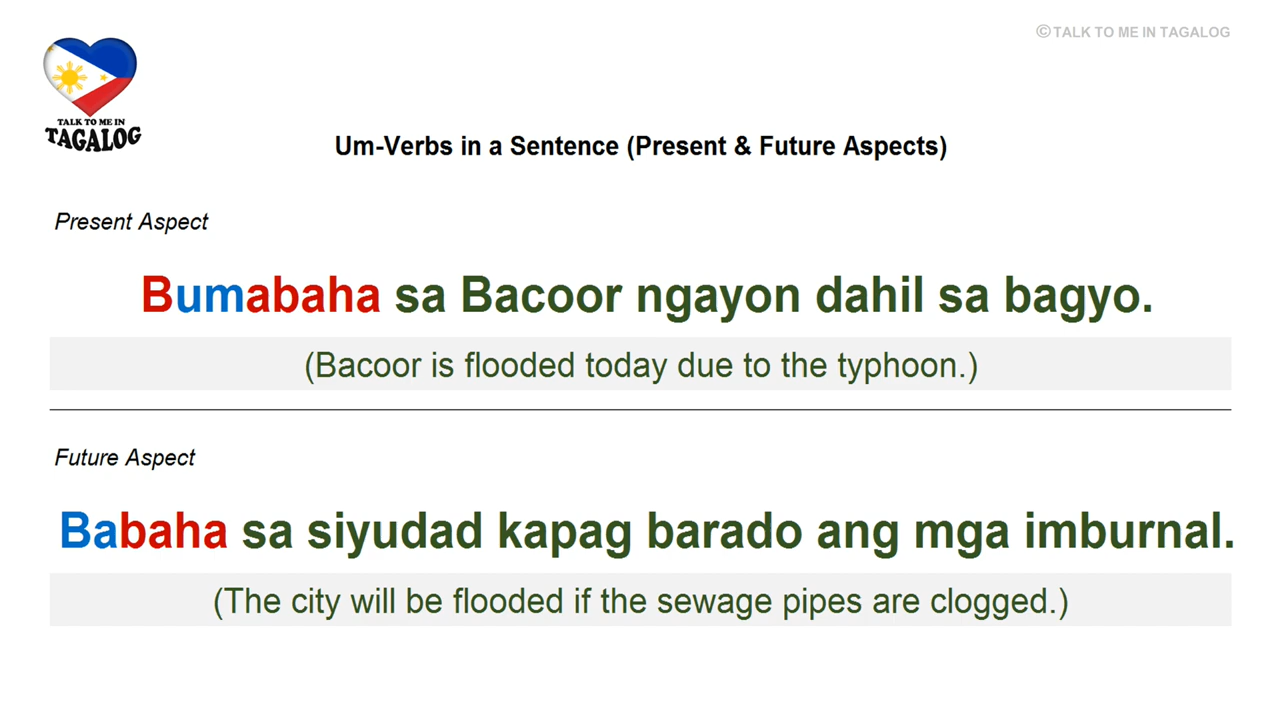 ©TALK TO ME IN TAGALOG
TALK TO ME IN
TAGALOG
Um-Verbs in a Sentence (Present & Future Aspects)
Present Aspect
Bumabaha sa Bacoor ngayon dahil sa bagyo.
(Bacoor is flooded today due to the typhoon.)
Future Aspect
Babaha sa siyudad kapag barado ang mga imburnal.
(The city will be flooded if the sewage pipes are clogged.)